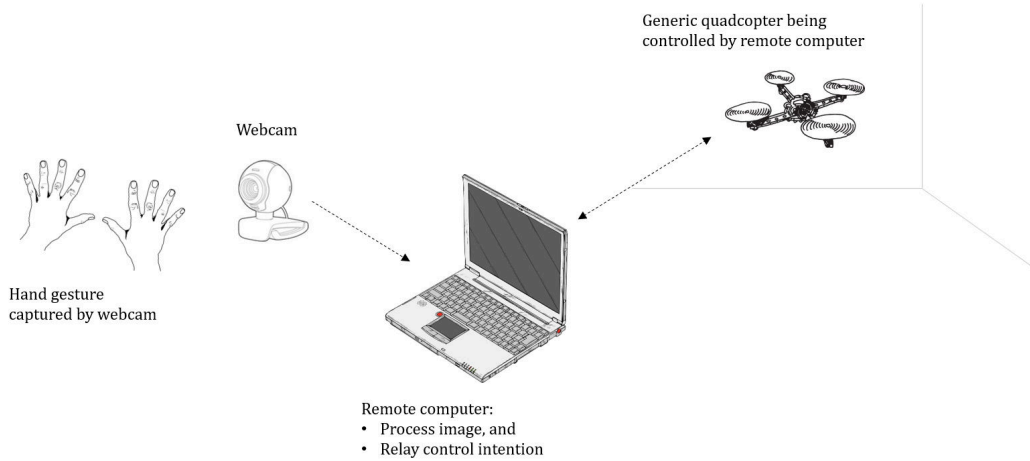 Generic quadcopter being
controlled by remote computer
Webcam
Hand gesture
captured by webcam
Remote computer:
• Process image, and
• Relay control intention